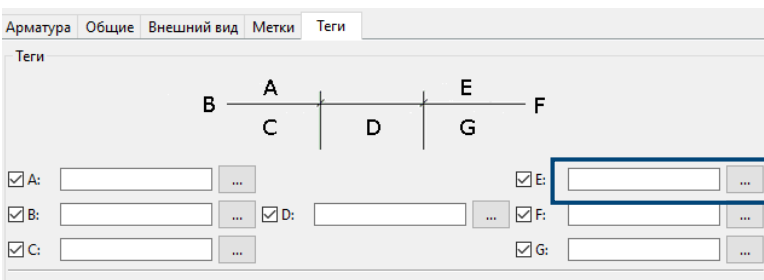 Арматура Общие Внешний вид Метки Теги
Теги
A E
B F
C D G
A: ... E: ...
B: ... D: ... F: ...
C: ... G: ...